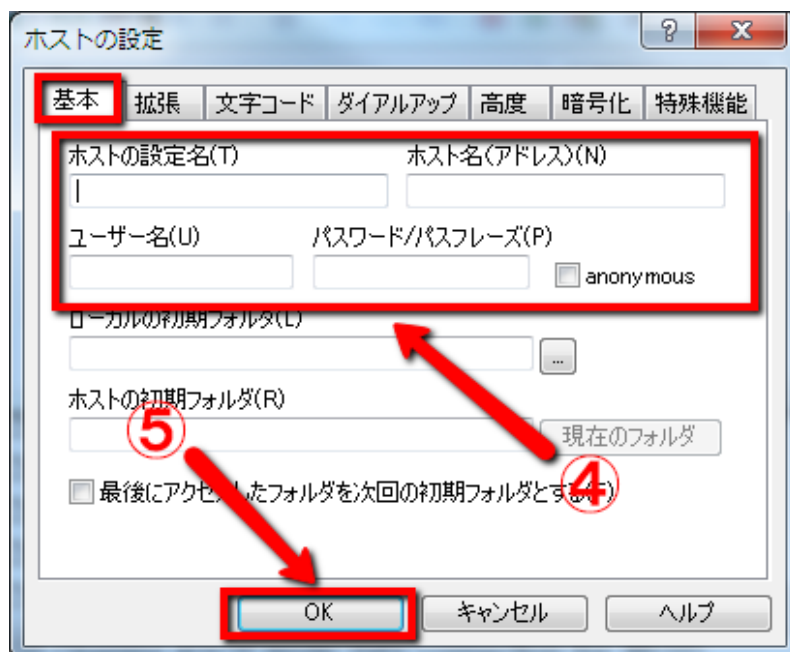 ホストの設定
基本 拡張 文字コード ダイアルアップ 高度 暗号化 特殊機能
ホストの設定名(T) ホスト名(アドレス)(N)
ユーザー名(U) パスワード/パスフレーズ(P)
anonymous
ローカルの初期フォルダ(L)
...
ホストの初期フォルダ(R)
現在のフォルダ
⑤
④
最後にアクセスしたフォルダを次回の初期フォルダとする(F)
OK キャンセル ヘルプ